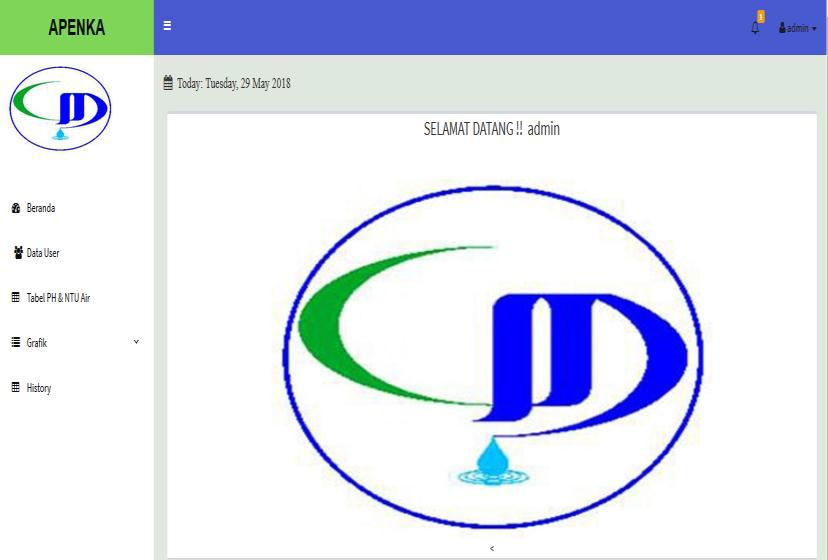 APENKA
1
admin
Today: Tuesday, 29 May 2018
SELAMAT DATANG !! admin
Beranda
Data User
Tabel PH & NTU Air
Grafik
History
<